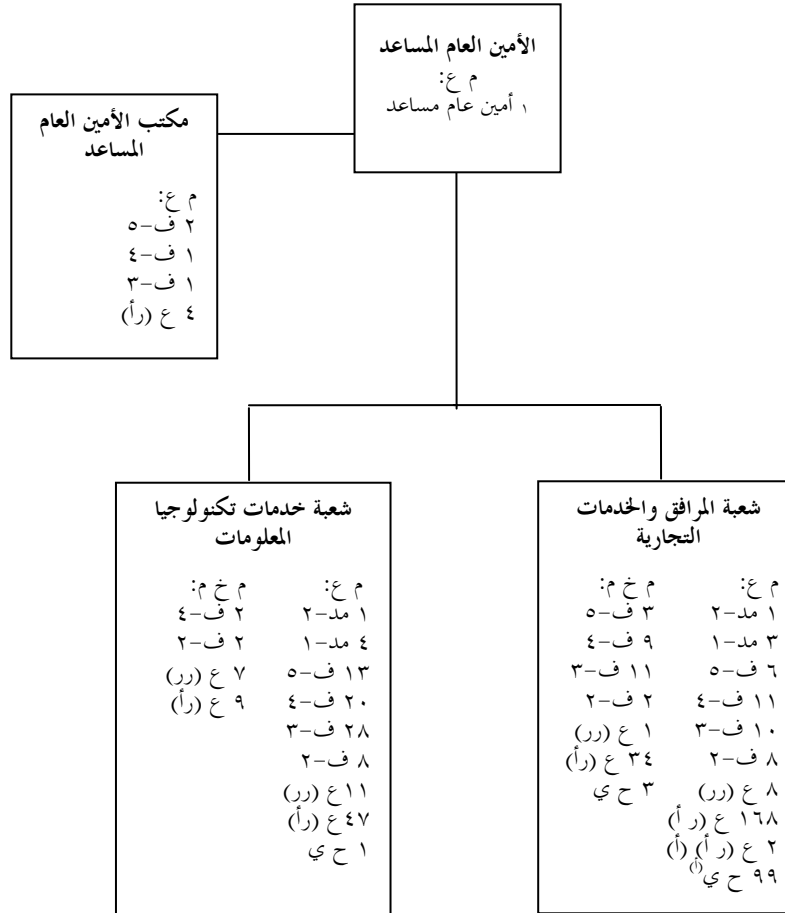 الأمين العام المساعد
م ع:
١ أمين عام مساعد
مكتب الأمين العام
المساعد
م ع:
٢ ف-٥
١ ف-٤
١ ف-٣
٤ ع (رأ)
شعبة المرافق والخدمات
التجارية
م ع:
١ مد-٢
٣ مد-١
٦ ف-٥
١١ ف-٤
١٠ ف-٣
٨ ف-٢
٨ ع (رر)
١٦٨ ع (ر أ)
٢ ع (ر أ) (أ)
٩٩ ح ي(أ)
م خ م:
٣ ف-٥
٩ ف-٤
١١ ف-٣
٢ ف-٢
١ ع (رر)
٣٤ ع (رأ)
٣ ح ي
شعبة خدمات تكنولوجيا
المعلومات
م ع:
١ مد-٢
٤ مد-١
١٣ ف-٥
٢٠ ف-٤
٢٨ ف-٣
٨ ف-٢
١١ع (رر)
٤٧ع (رأ)
١ ح ي
م خ م:
٢ ف-٤
٢ ف-٢
٧ ع (رر)
٩ ع (رأ)